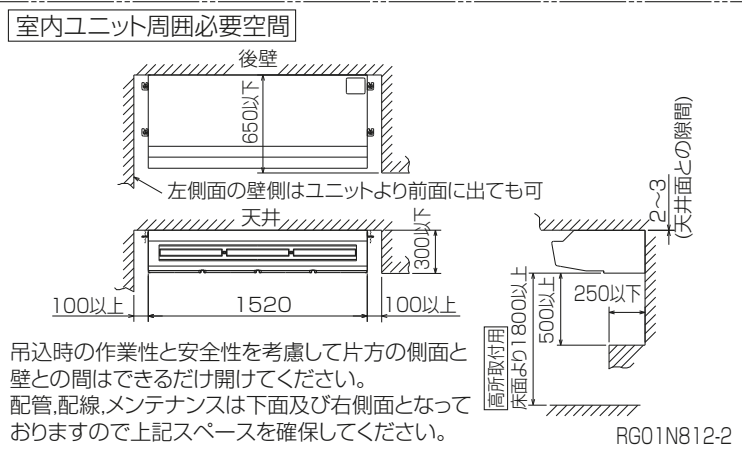 室内ユニット周囲必要空間
後壁
650以下
左側面の壁側はユニットより前面に出ても可
天井
300以下
100以上
1520
100以上
2〜3
(天井面との隙間)
250以下
500以上
高所取付用
床面より1800以上
吊込時の作業性と安全性を考慮して片方の側面と
壁との間はできるだけ開けてください。
配管,配線,メンテナンスは下面及び右側面となって
おりますので上記スペースを確保してください。
RG01N812-2